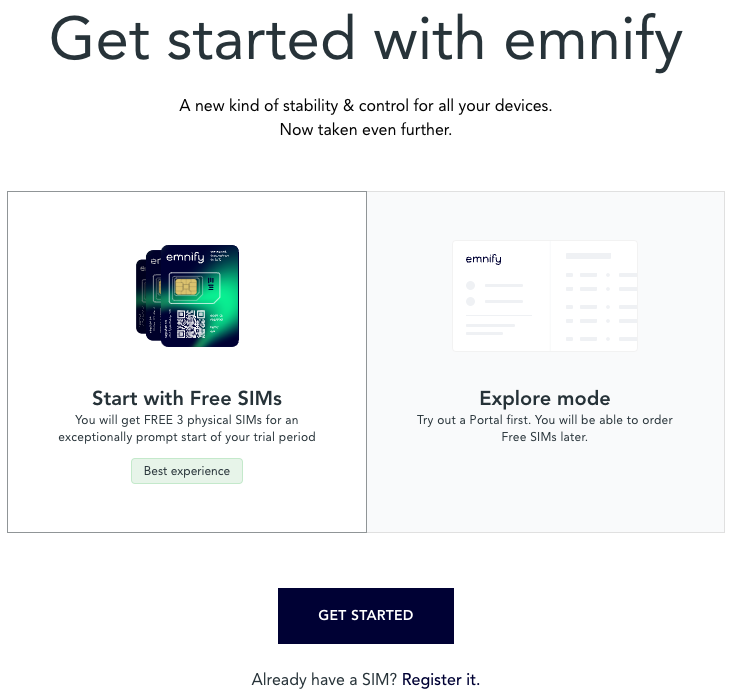 Get started with emnify
A new kind of stability & control for all your devices.
Now taken even further.
emnify
Start with Free SIMs
You will get FREE 3 physical SIMs for an
exceptionally prompt start of your trial period
Best experience
emnify
Explore mode
Try out a Portal first. You will be able to order
Free SIMs later.
GET STARTED
Already have a SIM? Register it.